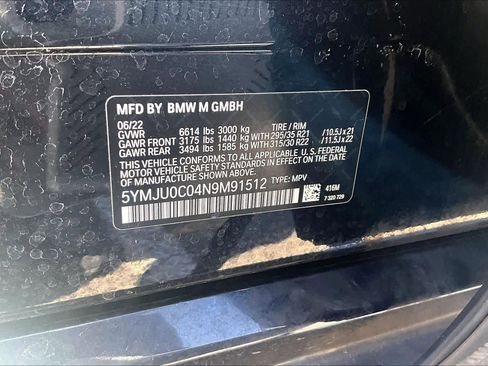 MFD BY BMW M GMBH
06/22 TIRE / RIM
GVWR 6614 lbs 3000 kg
GAWR FRONT 3175 lbs 1440 kg WITH 295/35 R21 / 10.5J x 21
GAWR REAR 3494 lbs 1585 kg WITH 315/30 R22 / 11.5J x 22
THIS VEHICLE CONFORMS TO ALL APPLICABLE U.S. FEDERAL
MOTOR VEHICLE SAFETY STANDARDS IN EFFECT ON THE
DATE OF MANUFACTURE SHOWN ABOVE.
5YMJU0C04N9M91512 TYPE: MPV
416M
7 320 729